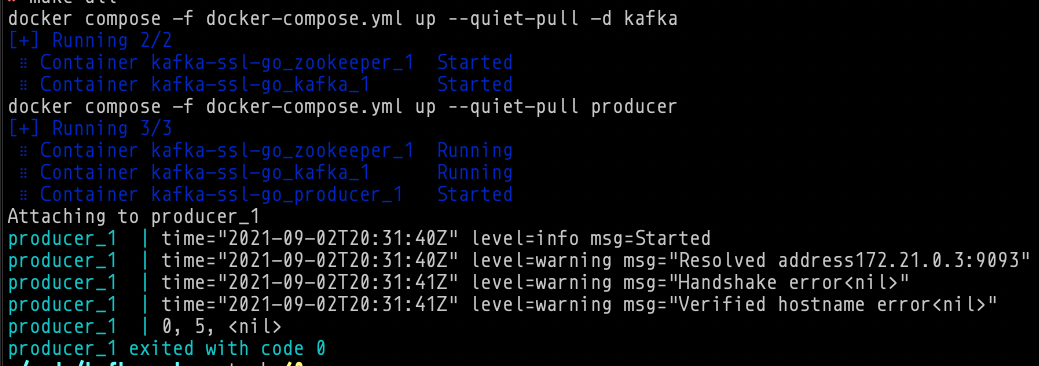 make all
docker compose -f docker-compose.yml up --quiet-pull -d kafka
[+] Running 2/2
⠿ Container kafka-ssl-go_zookeeper_1 Started
⠿ Container kafka-ssl-go_kafka_1 Started
docker compose -f docker-compose.yml up --quiet-pull producer
[+] Running 3/3
⠿ Container kafka-ssl-go_zookeeper_1 Running
⠿ Container kafka-ssl-go_kafka_1 Running
⠿ Container kafka-ssl-go_producer_1 Started
Attaching to producer_1
producer_1 | time="2021-09-02T20:31:40Z" level=info msg=Started
producer_1 | time="2021-09-02T20:31:40Z" level=warning msg="Resolved address172.21.0.3:9093"
producer_1 | time="2021-09-02T20:31:41Z" level=warning msg="Handshake error<nil>"
producer_1 | time="2021-09-02T20:31:41Z" level=warning msg="Verified hostname error<nil>"
producer_1 | 0, 5, <nil>
producer_1 exited with code 0